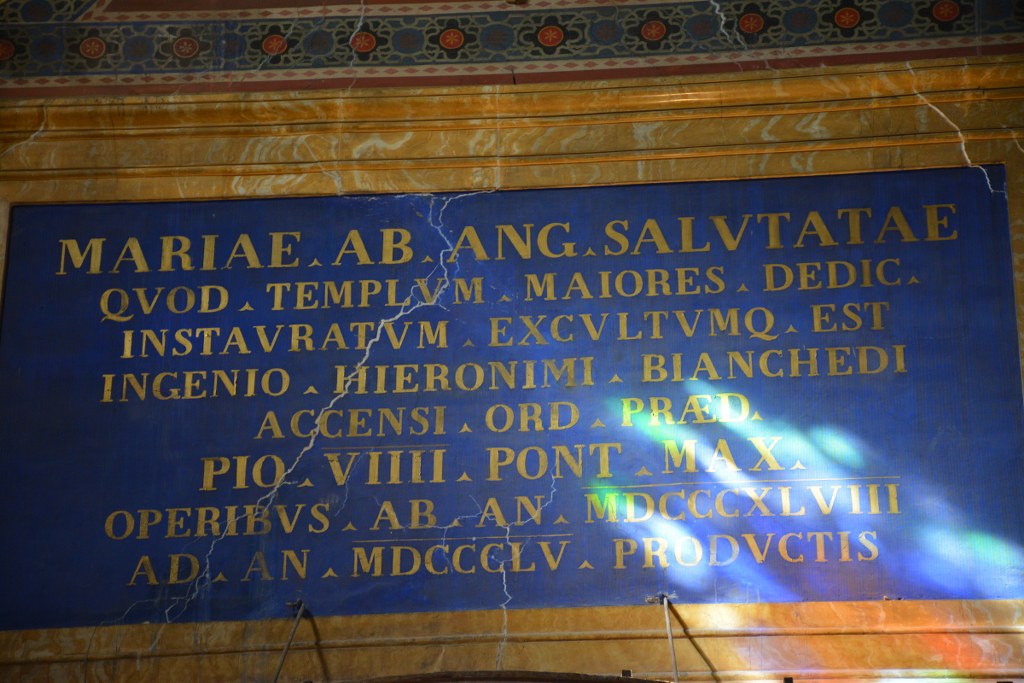 MARIAE ‸ AB ‸ ANG ‸ SALVTATAE
QVOD ‸ TEMPLVM ‸ MAIORES ‸ DEDIC ‸
INSTAVRATVM ‸ EXCVLTVMQ ‸ EST
INGENIO ‸ HIERONIMI ‸ BIANCHEDI
ACCENSI ‸ ORD ‸ PRÆD ‸
PIO ‸ VIIII ‸ PONT ‸ MAX ‸
OPERIBVS ‸ AB ‸ AN ‸ MDCCCXLVIII
AD ‸ AN ‸ MDCCCLV ‸ PRODVCTIS